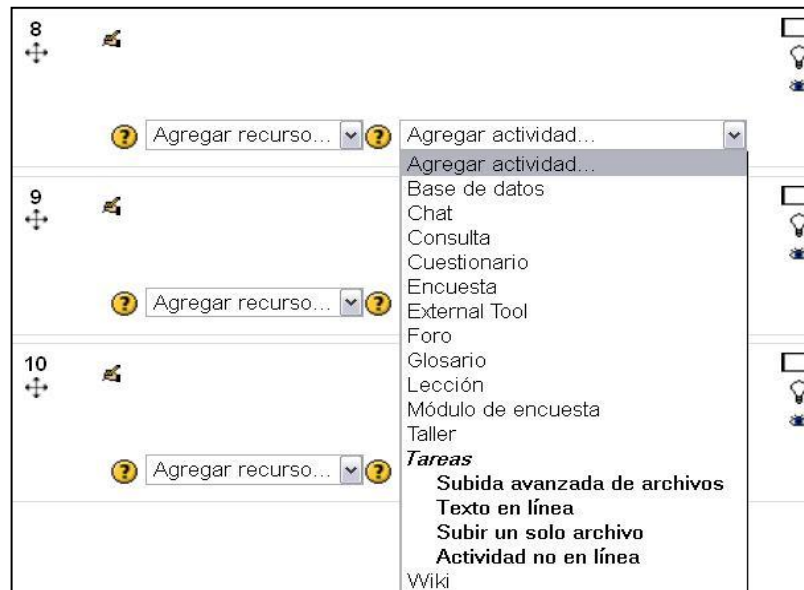 8
? Agregar recurso... ? Agregar actividad...
Agregar actividad...
Base de datos
Chat
Consulta
Cuestionario
Encuesta
External Tool
Foro
Glosario
Lección
Módulo de encuesta
Taller
Tareas
Subida avanzada de archivos
Texto en línea
Subir un solo archivo
Actividad no en línea
Wiki
9
? Agregar recurso... ?
10
? Agregar recurso... ?